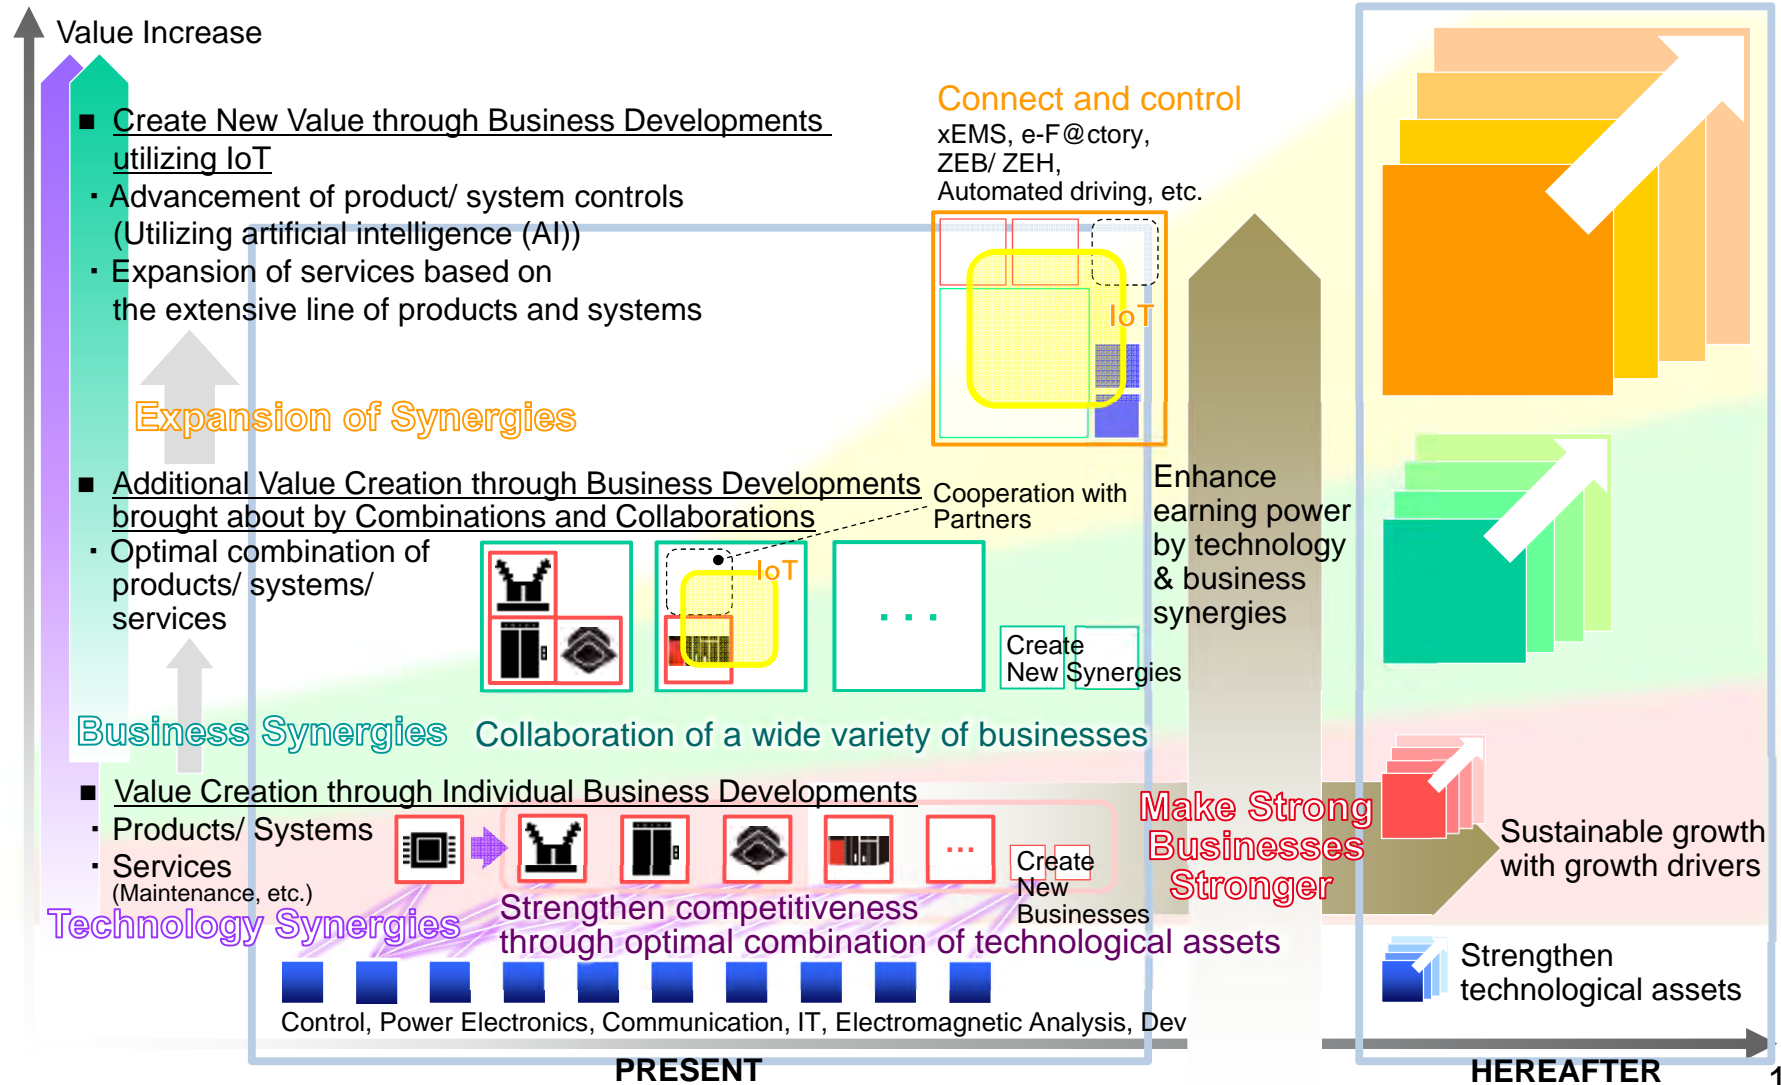 Value Increase
■ Create New Value through Business Developments
utilizing IoT
・Advancement of product/ system controls
(Utilizing artificial intelligence (AI))
・Expansion of services based on
the extensive line of products and systems
Expansion of Synergies
Connect and control
xEMS, e-F@ctory,
ZEB/ ZEH,
Automated driving, etc.
IoT
■ Additional Value Creation through Business Developments
brought about by Combinations and Collaborations
・Optimal combination of
products/ systems/
services
Cooperation with
Partners
IoT
...
Create
New Synergies
Enhance
earning power
by technology
& business
synergies
Business Synergies
Collaboration of a wide variety of businesses
■ Value Creation through Individual Business Developments
・Products/ Systems
・Services
(Maintenance, etc.)
...
Create
New
Businesses
Make Strong
Businesses
Stronger
Sustainable growth
with growth drivers
Technology Synergies
Strengthen competitiveness
through optimal combination of technological assets
Strengthen
technological assets
Control, Power Electronics, Communication, IT, Electromagnetic Analysis, Dev
PRESENT
HEREAFTER
1